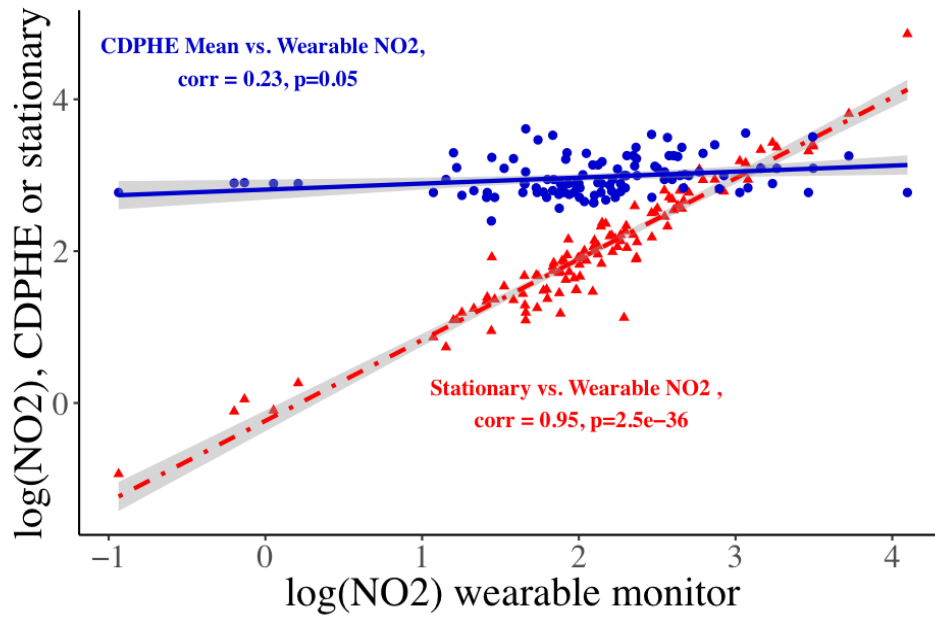 CDPHE Mean vs. Wearable NO2,
corr = 0.23, p=0.05
Stationary vs. Wearable NO2 ,
corr = 0.95, p=2.5e−36
log(NO2), CDPHE or stationary
4
2
0
−1
0
1
2
3
4
log(NO2) wearable monitor